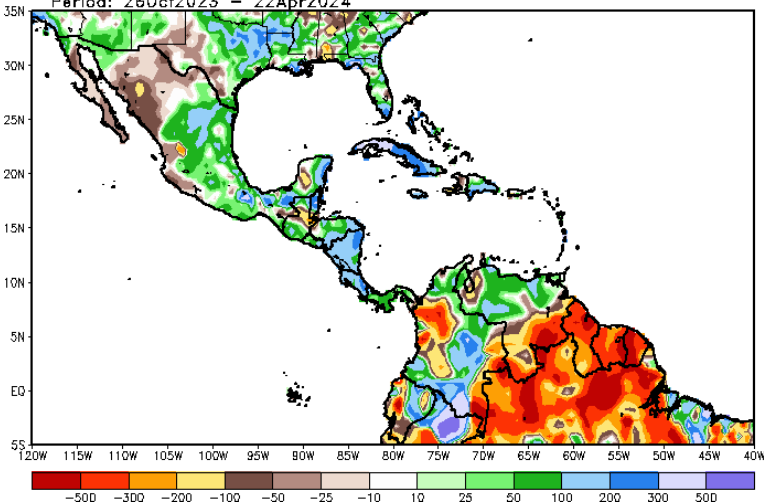 Period: 26Oct2023 – 22Apr2024
35N
30N
25N
20N
15N
10N
5N
EQ
5S
120W 115W 110W 105W 100W 95W 90W 85W 80W 75W 70W 65W 60W 55W 50W 45W 40W
−500 −300 −200 −100 −50 −25 −10 10 25 50 100 200 300 500